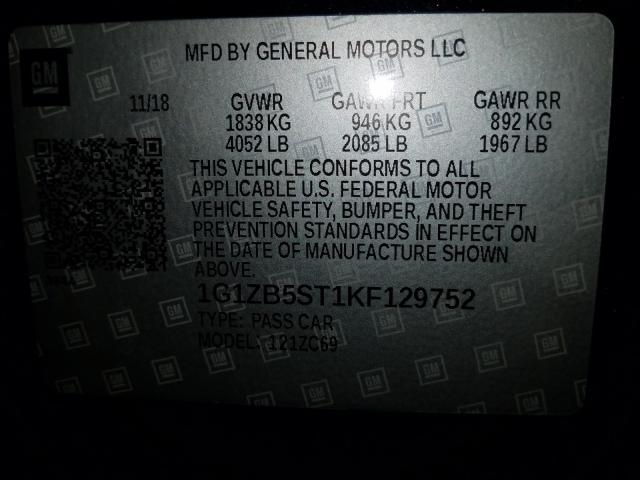 GM
MFD BY GENERAL MOTORS LLC
11/18 GVWR GAWR FRT GAWR RR
1838 KG 946 KG 892 KG
4052 LB 2085 LB 1967 LB
THIS VEHICLE CONFORMS TO ALL
APPLICABLE U.S. FEDERAL MOTOR
VEHICLE SAFETY, BUMPER, AND THEFT
PREVENTION STANDARDS IN EFFECT ON
THE DATE OF MANUFACTURE SHOWN
ABOVE.
1G1ZB5ST1KF129752
TYPE: PASS CAR
MODEL: 121ZC69